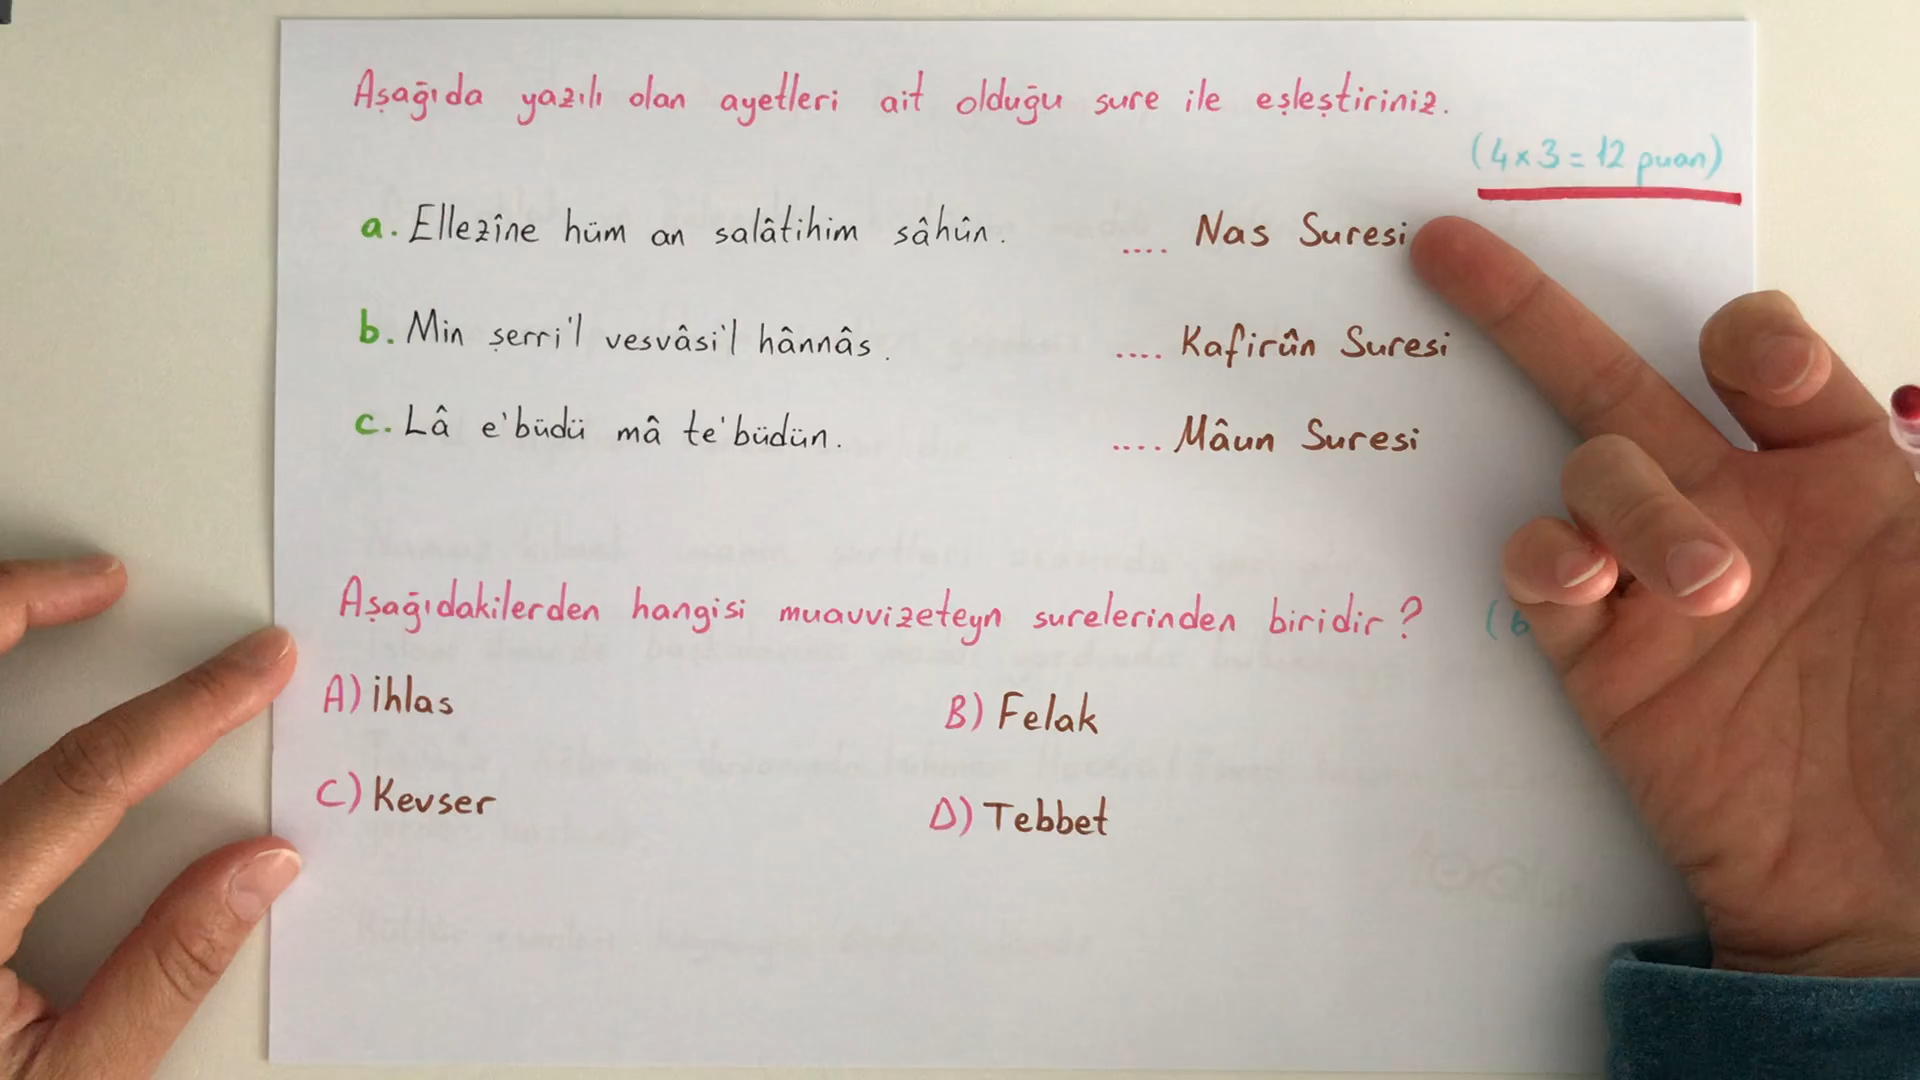 Aşağıda yazılı olan ayetleri ait olduğu sure ile eşleştiriniz.
(4x3=12 puan)
a. Ellezîne hüm an salâtihim sâhûn. .... Nas Suresi
b. Min şerri'l vesvâsi'l hânnâs. .... Kafirûn Suresi
c. Lâ e'büdü mâ te'büdün. .... Mâun Suresi
Aşağıdakilerden hangisi muavvizeteyn surelerinden biridir? (6
A) İhlas B) Felak
C) Kevser D) Tebbet